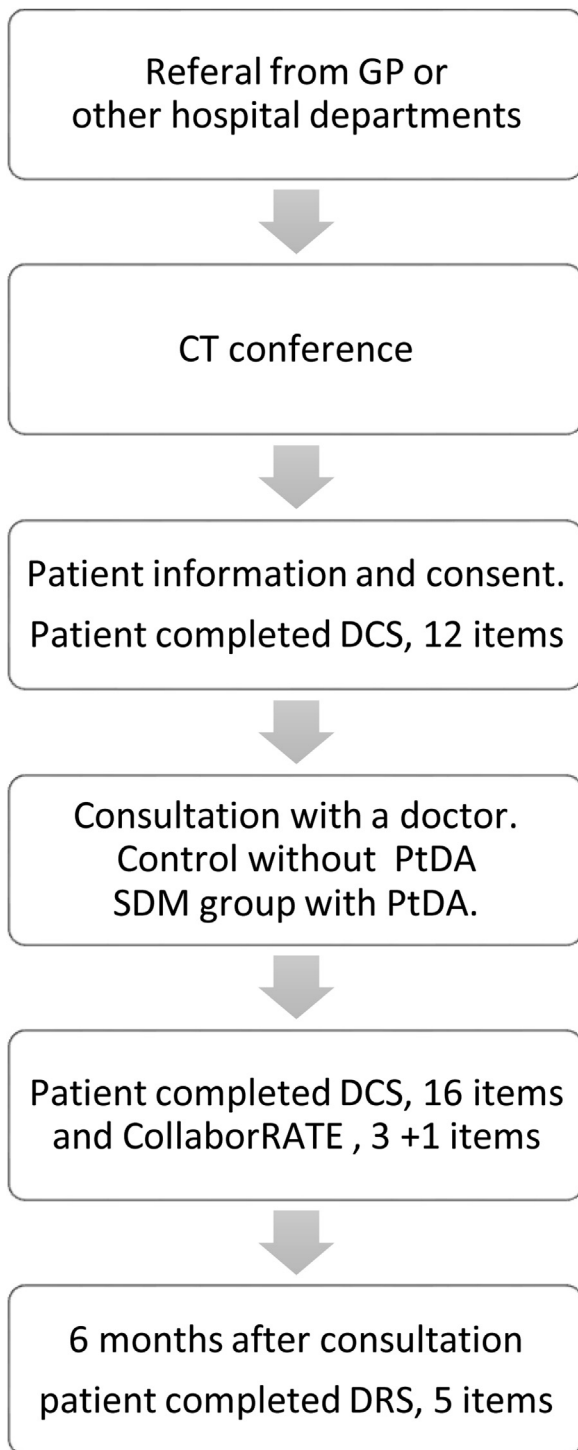 Referal from GP or
other hospital departments
CT conference
Patient information and consent.
Patient completed DCS, 12 items
Consultation with a doctor.
Control without  PtDA
SDM group with PtDA.
Patient completed DCS, 16 items
and CollaborRATE , 3 +1 items
6 months after consultation
patient completed DRS, 5 items